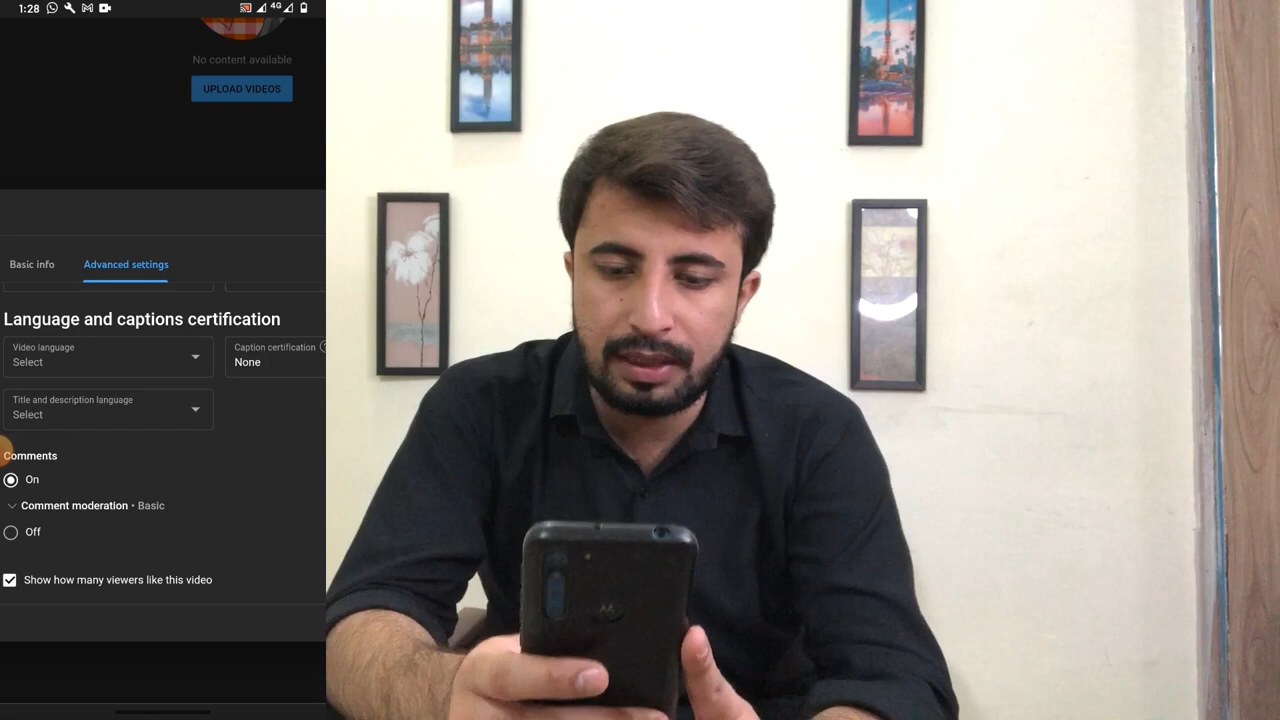 1:28
4G
No content available
UPLOAD VIDEOS
Basic info
Advanced settings
Language and captions certification
Video language
Select
Caption certification
None
Title and description language
Select
Comments
On
Comment moderation • Basic
Off
Show how many viewers like this video